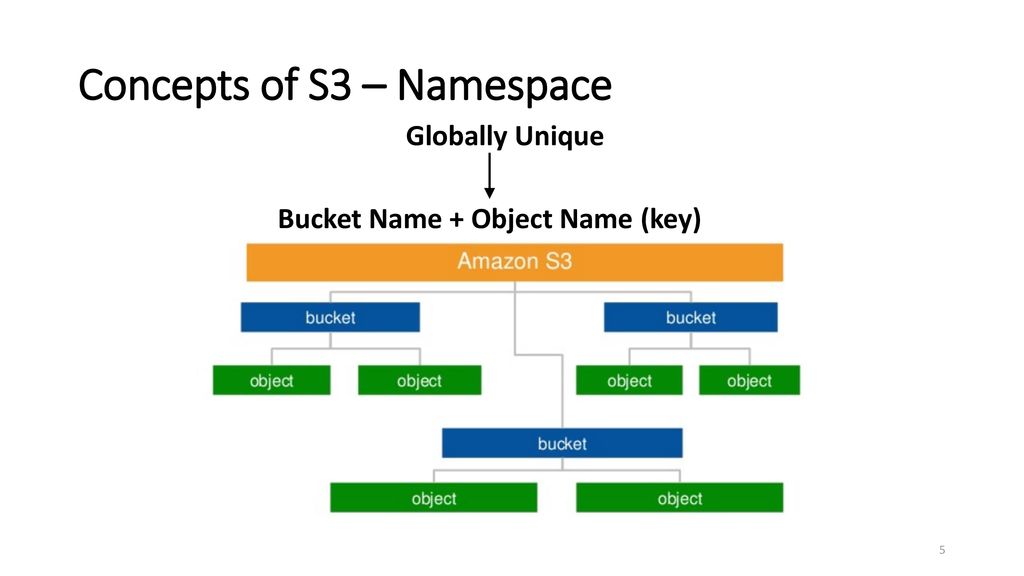 Concepts of S3 – Namespace
Globally Unique
Bucket Name + Object Name (key)
Amazon S3
bucket
bucket
object
object
object
object
bucket
object
object
5